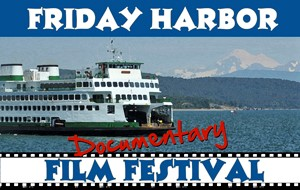 FRIDAY HARBOR
Documentary
FILM FESTIVAL